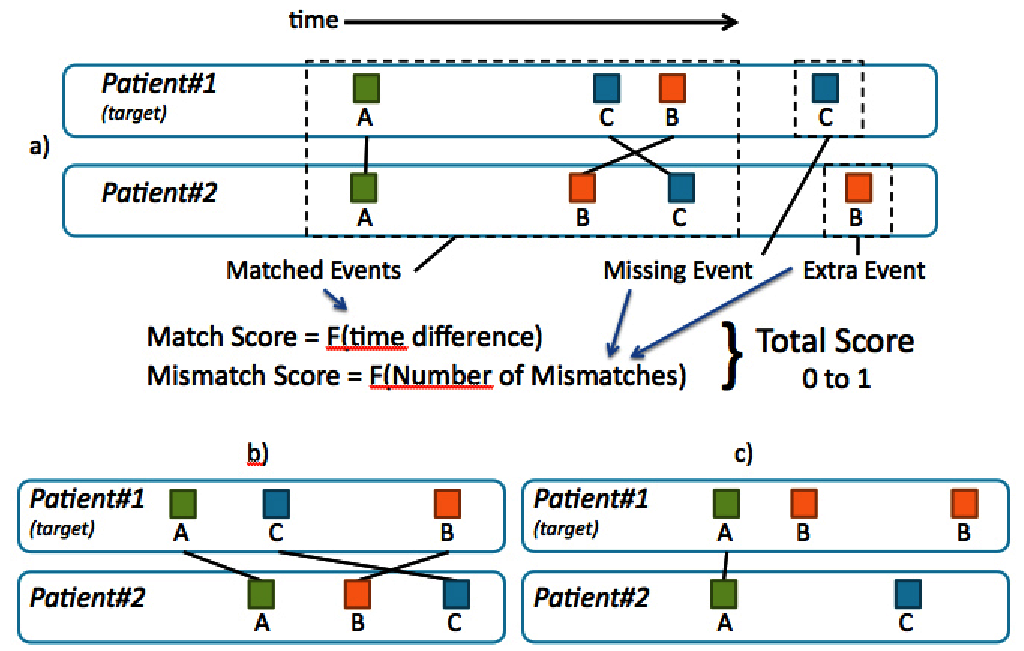 time
Patient#1
(target)
A
C
B
C
a)
Patient#2
A
B
C
B
Matched Events
Missing Event
Extra Event
Match Score = F(time difference)
Mismatch Score = F(Number of Mismatches)
} Total Score
0 to 1
b)
Patient#1
(target)
A
C
B
Patient#2
A
B
C
c)
Patient#1
(target)
A
B
B
Patient#2
A
C